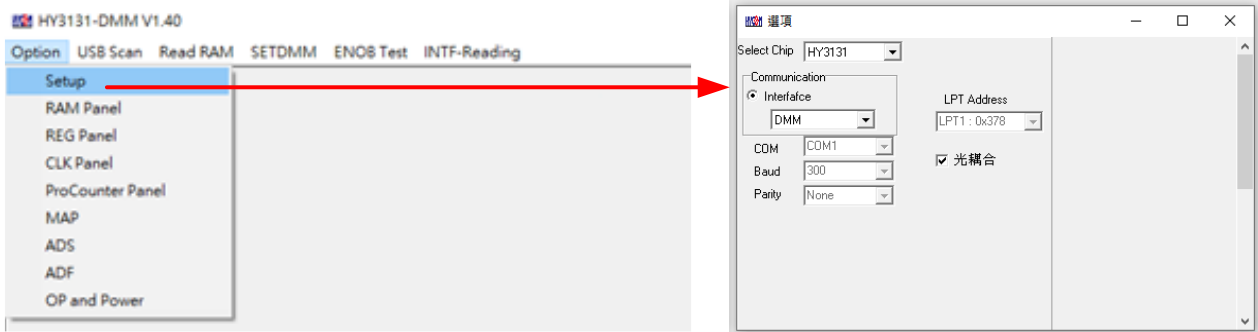 HY3131-DMM V1.40
Option USB Scan Read RAM SETDMM ENOB Test INTF-Reading
Setup
RAM Panel
REG Panel
CLK Panel
ProCounter Panel
MAP
ADS
ADF
OP and Power
選項
Select Chip HY3131
Communication
Interfafce
DMM
LPT Address
LPT1 : 0x378
COM COM1
光耦合
Baud 300
Parity None